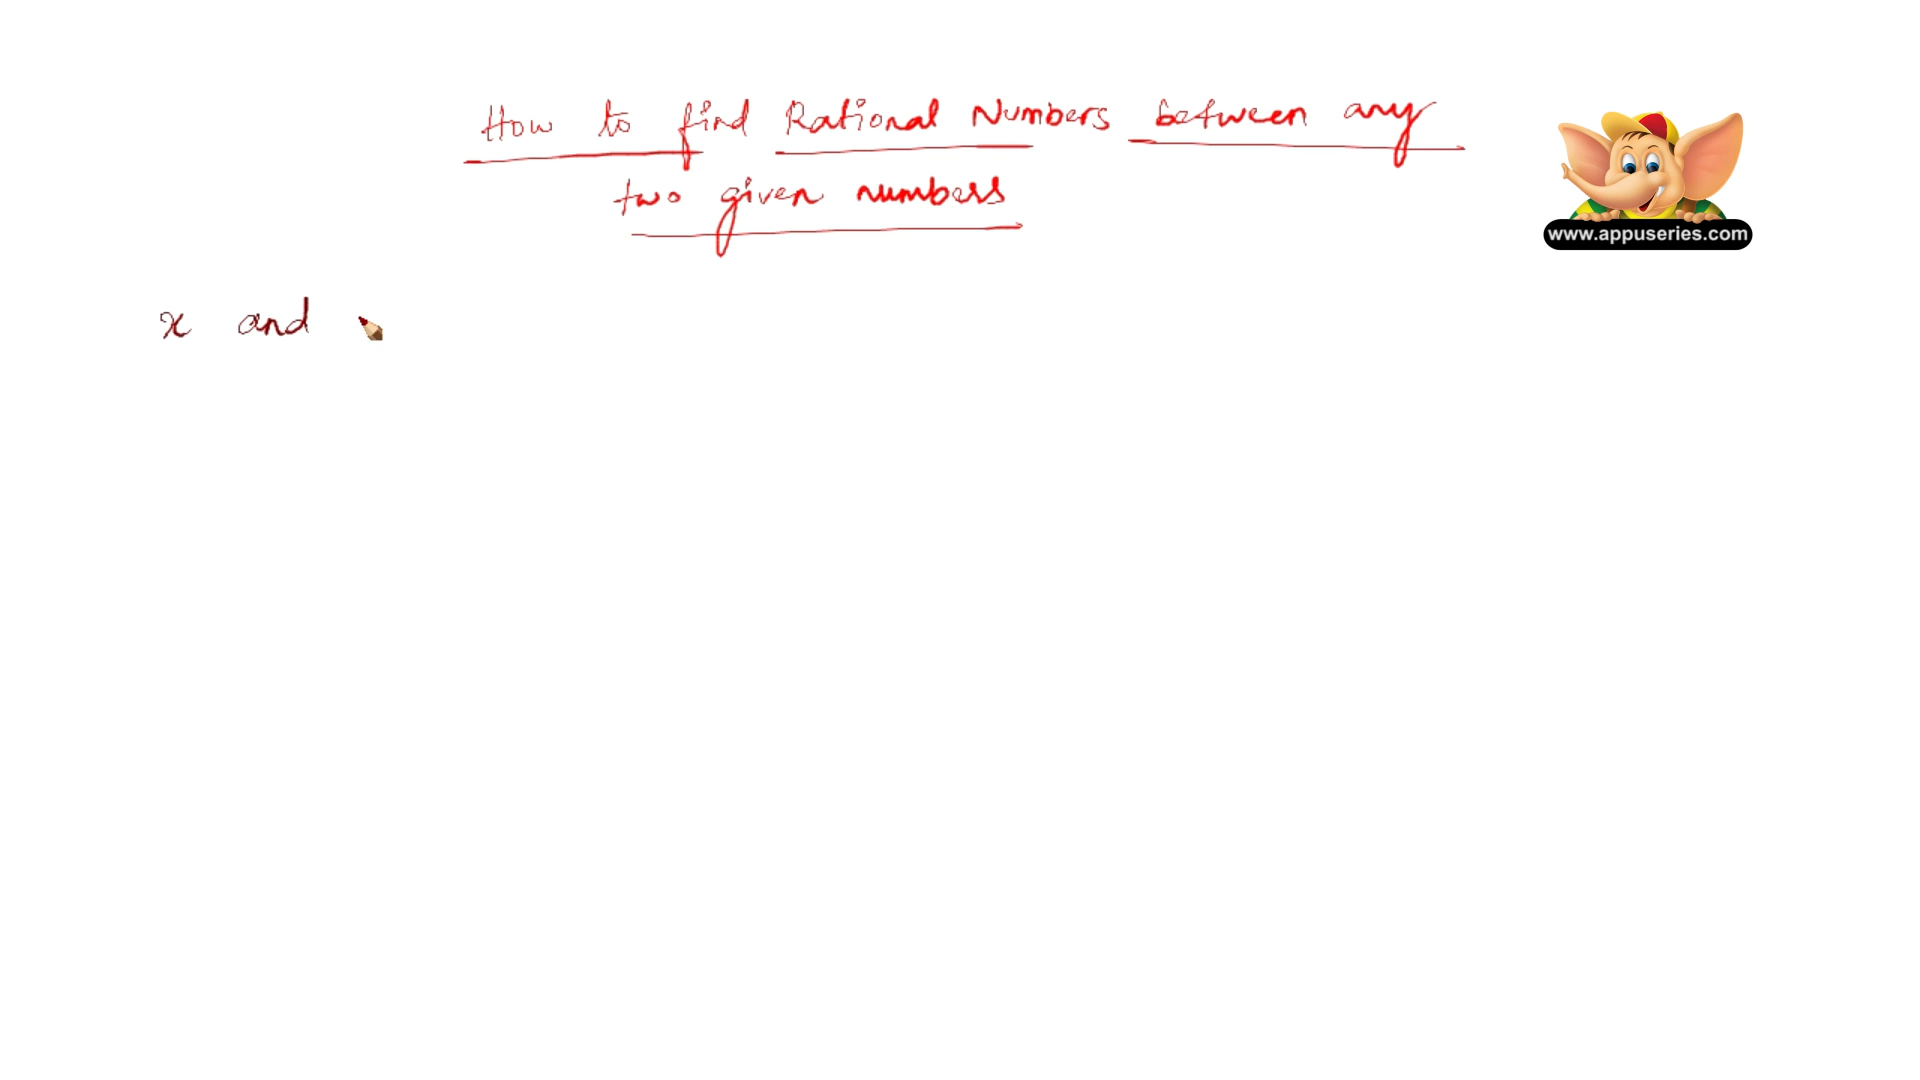 How to find Rational Numbers between any
two given numbers
www.appuseries.com
x and